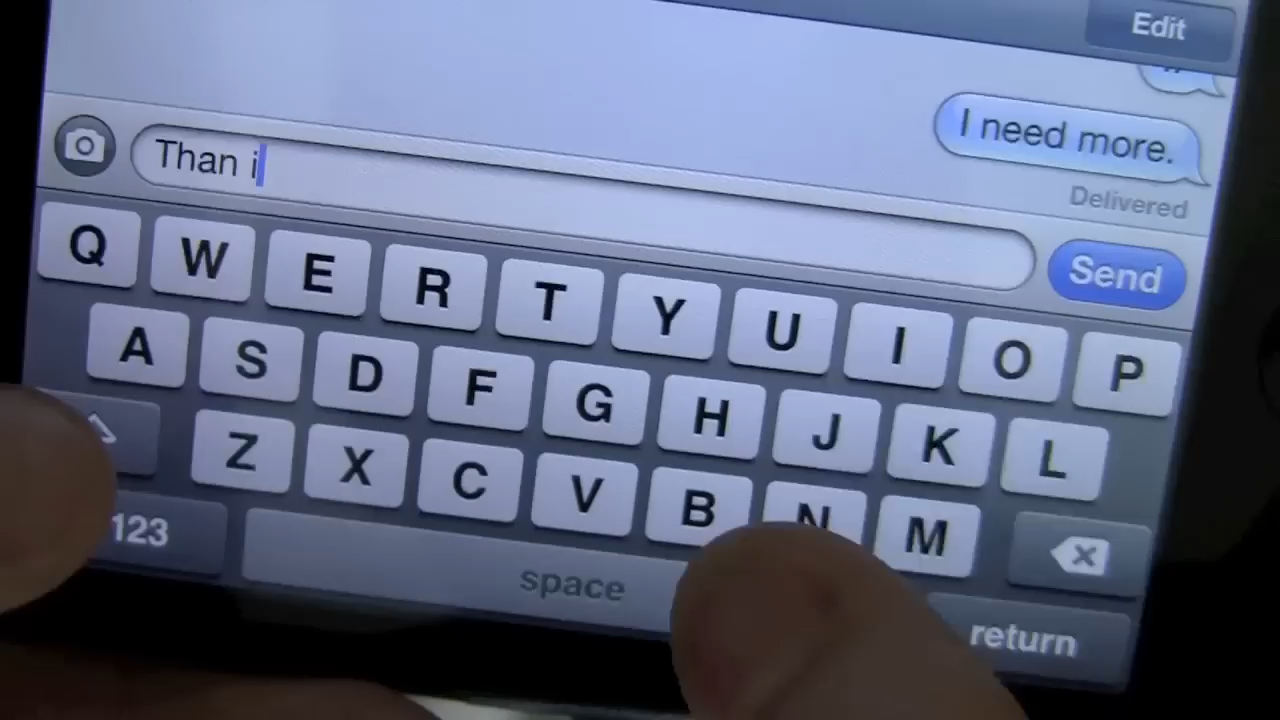 Edit
I need more.
Delivered
Than i
Send
Q W E R T Y U I O P
A S D F G H J K L
Z X C V B N M
123
space
return